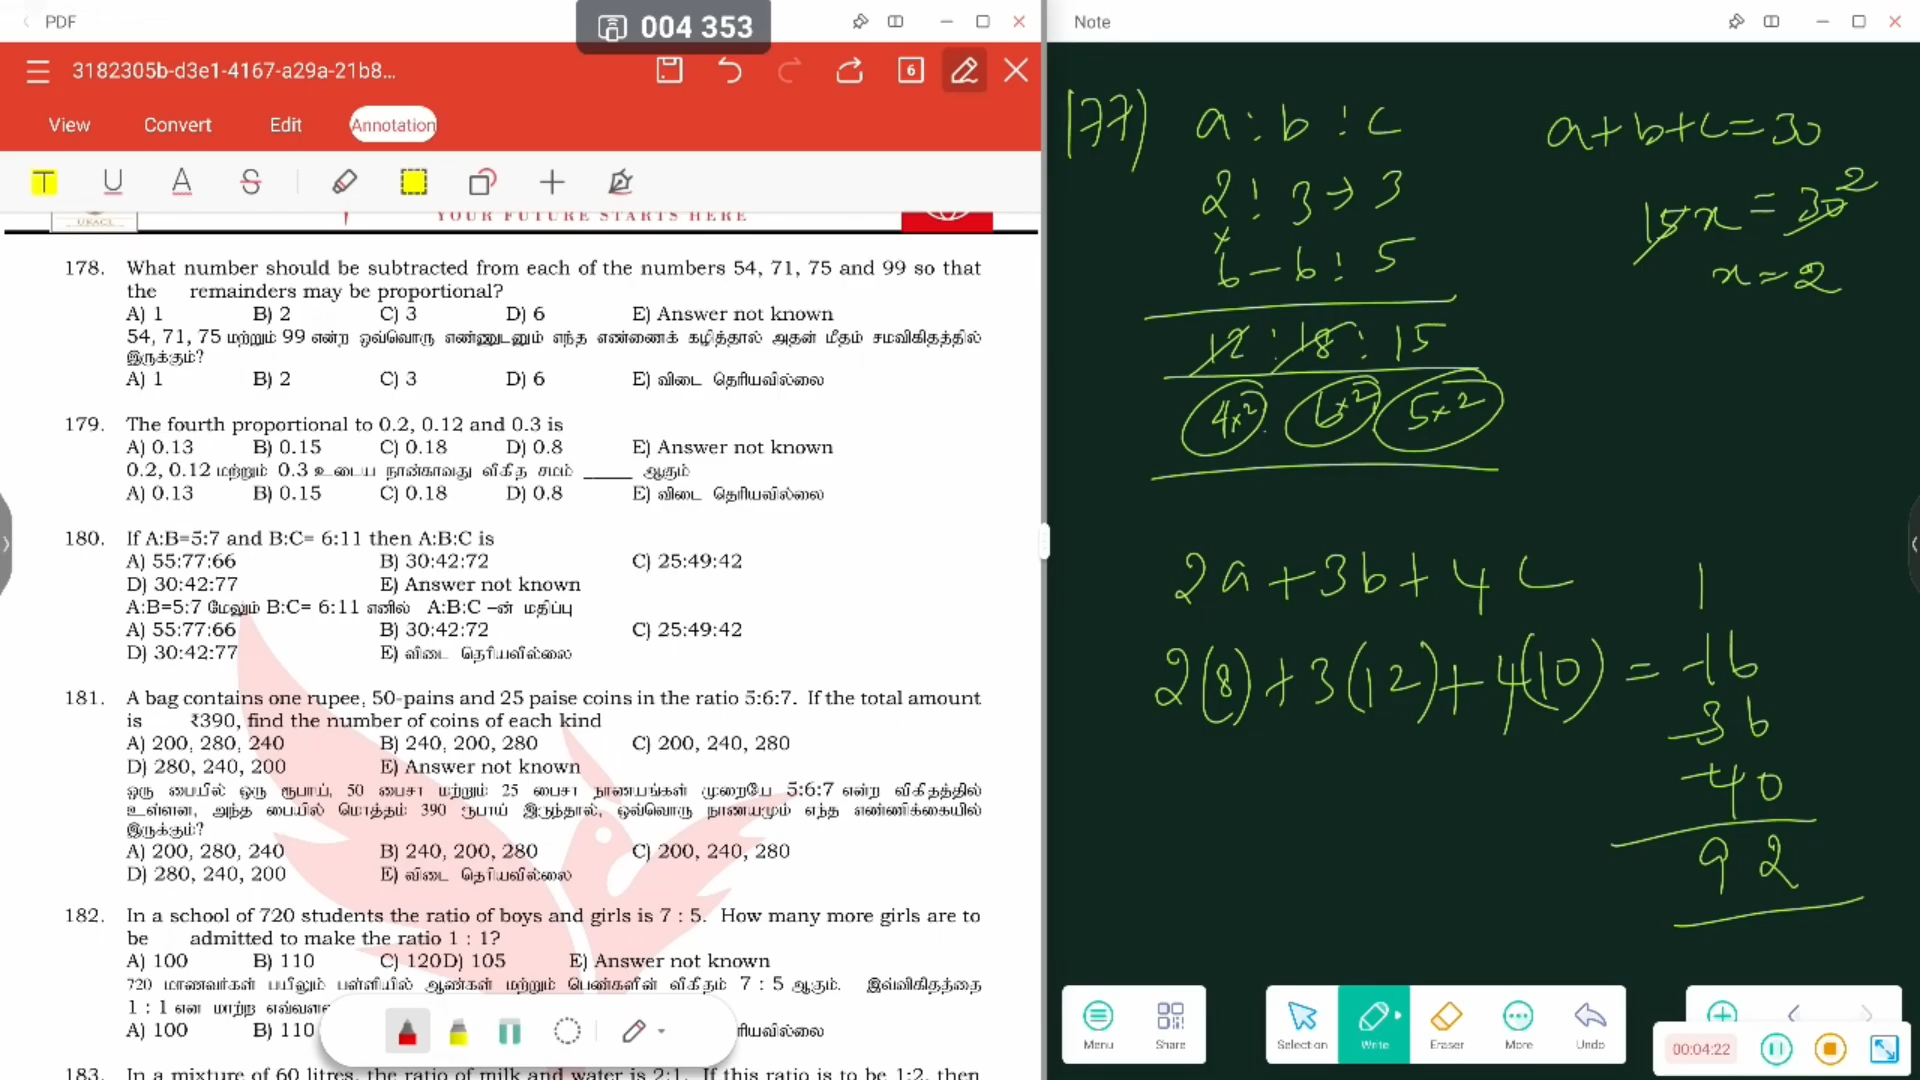 PDF
004 353
Note
3182305b-d3e1-4167-a29a-21b8...
6
View Convert Edit Annotation
T U A S
UKACL
YOUR FUTURE STARTS HERE
178. What number should be subtracted from each of the numbers 54, 71, 75 and 99 so that
the remainders may be proportional?
A) 1 B) 2 C) 3 D) 6 E) Answer not known
54, 71, 75 மற்றும் 99 என்ற ஒவ்வொரு எண்ணுடனும் எந்த எண்ணைக் கழித்தால் அதன் மீதம் சமவிகிதத்தில்
இருக்கும்?
A) 1 B) 2 C) 3 D) 6 E) விடை தெரியவில்லை
179. The fourth proportional to 0.2, 0.12 and 0.3 is
A) 0.13 B) 0.15 C) 0.18 D) 0.8 E) Answer not known
0.2, 0.12 மற்றும் 0.3 உடைய நான்காவது விகித சமம் _____ ஆகும்
A) 0.13 B) 0.15 C) 0.18 D) 0.8 E) விடை தெரியவில்லை
180. If A:B=5:7 and B:C= 6:11 then A:B:C is
A) 55:77:66 B) 30:42:72 C) 25:49:42
D) 30:42:77 E) Answer not known
A:B=5:7 மேலும் B:C= 6:11 எனில் A:B:C –ன் மதிப்பு
A) 55:77:66 B) 30:42:72 C) 25:49:42
D) 30:42:77 E) விடை தெரியவில்லை
181. A bag contains one rupee, 50-pains and 25 paise coins in the ratio 5:6:7. If the total amount
is ₹390, find the number of coins of each kind
A) 200, 280, 240 B) 240, 200, 280 C) 200, 240, 280
D) 280, 240, 200 E) Answer not known
ஒரு பையில் ஒரு ரூபாய், 50 பைசா மற்றும் 25 பைசா நாணயங்கள் முறையே 5:6:7 என்ற விகிதத்தில்
உள்ளன, அந்த பையில் மொத்தம் 390 ரூபாய் இருந்தால், ஒவ்வொரு நாணயமும் எந்த எண்ணிக்கையில்
இருக்கும்?
A) 200, 280, 240 B) 240, 200, 280 C) 200, 240, 280
D) 280, 240, 200 E) விடை தெரியவில்லை
182. In a school of 720 students the ratio of boys and girls is 7 : 5. How many more girls are to
be admitted to make the ratio 1 : 1?
A) 100 B) 110 C) 120D) 105 E) Answer not known
720 மாணவர்கள் பயிலும் பள்ளியில் ஆண்கள் மற்றும் பெண்களின் விகிதம் 7 : 5 ஆகும். இவ்விகிதத்தை
1 : 1 என மாற்ற
A) 100 B) 110
183. In a mixture of 60 litres, the ratio of milk and water is 2:1. If this ratio is to be 1:2, then
177) a : b : c
2 : 3 → 3
6 – 6 : 5
12 : 18 : 15
4x2 : 6x2 5x2
a+b+c=30
15x = 30 2
x = 2
2a + 3b + 4c
2(8) + 3(12) + 4(10) = 16
1
36
40
92
Menu Share Selection Write Eraser More Undo
00:04:22